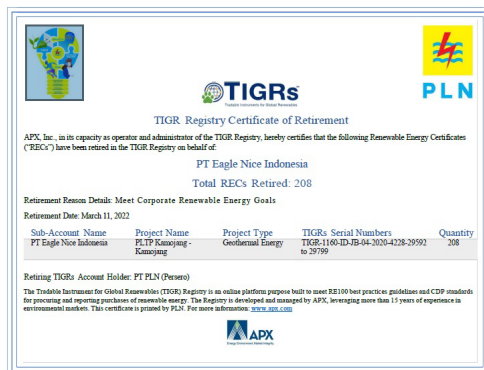 TIGRs
Tradable Instruments for Global Renewables
PLN
TIGR Registry Certificate of Retirement
APX, Inc., in its capacity as operator and administrator of the TIGR Registry, hereby certifies that the following Renewable Energy Certificates
("RECs") have been retired in the TIGR Registry on behalf of:
PT Eagle Nice Indonesia
Total RECs Retired: 208
Retirement Reason Details: Meet Corporate Renewable Energy Goals
Retirement Date: March 11, 2022
Sub-Account Name Project Name Project Type TIGRs Serial Numbers Quantity
PT Eagle Nice Indonesia PLTP Kamojang - Geothermal Energy TIGR-1160-ID-JB-04-2020-4228-29592 208
Kamojang to 29799
Retiring TIGRs Account Holder: PT PLN (Persero)
The Tradable Instrument for Global Renewables (TIGR) Registry is an online platform purpose built to meet RE100 best practices guidelines and CDP standards
for procuring and reporting purchases of renewable energy. The Registry is developed and managed by APX, leveraging more than 15 years of experience in
environmental markets. This certificate is printed by PLN. For more information: www.apx.com
APX